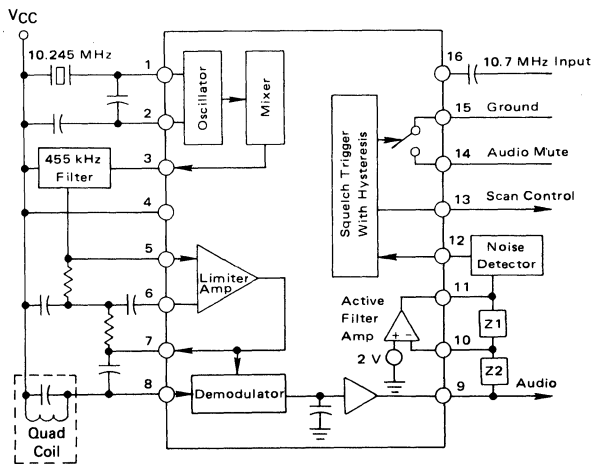 VCC
10.245 MHz
1
2
3
4
5
6
7
8
455 kHz
Filter
Quad
Coil
Oscillator
Mixer
Limiter
Amp
Demodulator
Squelch Trigger
With Hysteresis
Active
Filter
Amp
+ −
2 V
16
10.7 MHz Input
15
Ground
14
Audio Mute
13
Scan Control
12
Noise
Detector
11
Z1
10
Z2
9
Audio